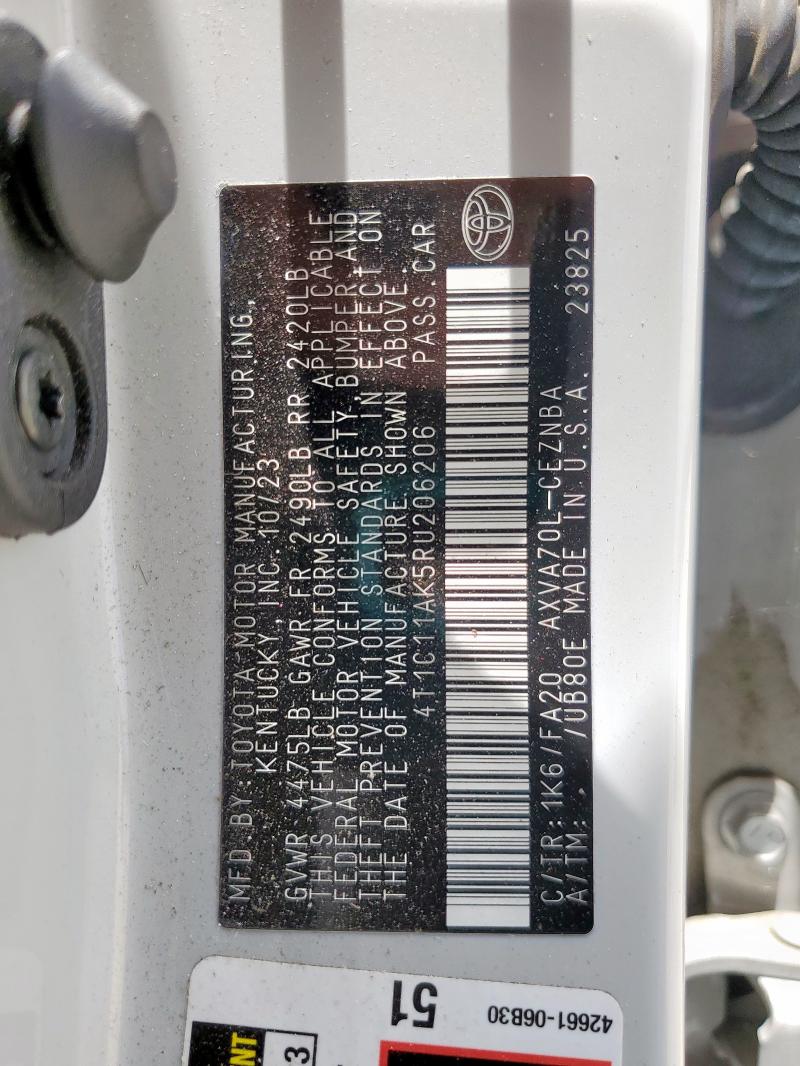 MFD BY: TOYOTA MOTOR MANUFACTURING,
KENTUCKY, INC. 10/23
GVWR 4475LB GAWR FR 2490LB RR 2420LB
THIS VEHICLE CONFORMS TO ALL APPLICABLE
FEDERAL MOTOR VEHICLE SAFETY, BUMPER AND
THEFT PREVENTION STANDARDS IN EFFECT ON
THE DATE OF MANUFACTURE SHOWN ABOVE.
4T1C11AK5RU206206 PASS. CAR
C/TR: 1K6/FA20 AXVA70L-CEZNBA
A/TM: /UB80E MADE IN U.S.A. 23825
51
42661-06B30
NT
3